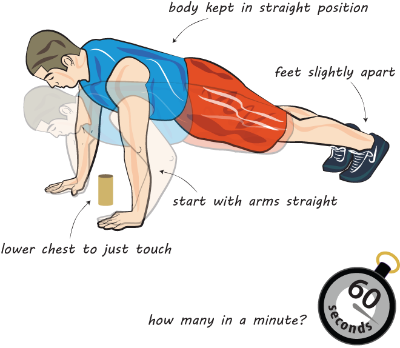 body kept in straight position
feet slightly apart
start with arms straight
lower chest to just touch
how many in a minute?
60
seconds